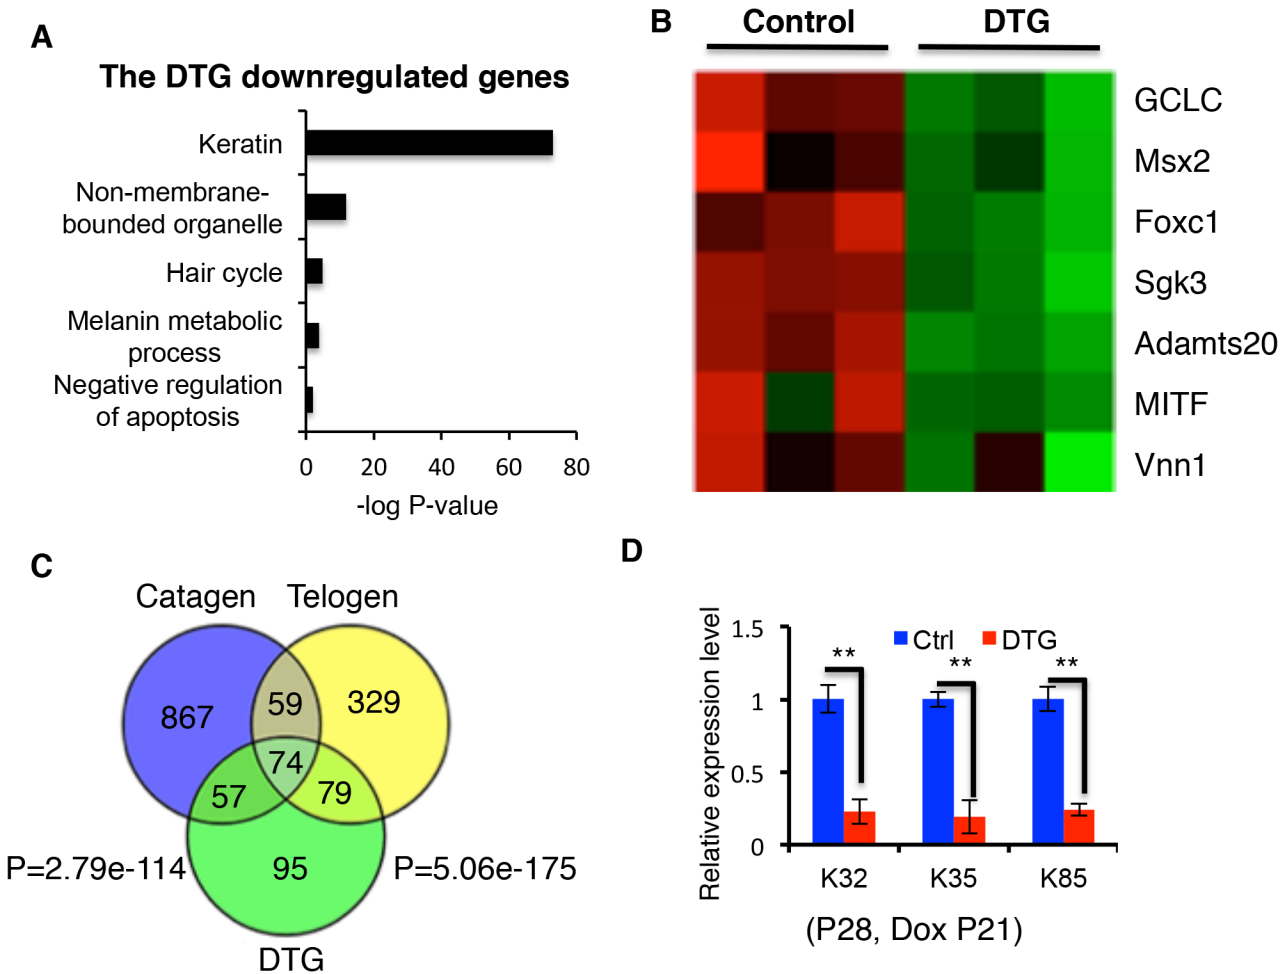 A
The DTG downregulated genes
Keratin
Non-membrane-
bounded organelle
Hair cycle
Melanin metabolic
process
Negative regulation
of apoptosis
0 20 40 60 80
-log P-value
B
Control DTG
GCLC
Msx2
Foxc1
Sgk3
Adamts20
MITF
Vnn1
C
Catagen Telogen
867 59 329
74
57 79
95
P=2.79e-114 P=5.06e-175
DTG
D
Relative expression level
1.5
1
0.5
0
Ctrl DTG
** ** **
K32 K35 K85
(P28, Dox P21)